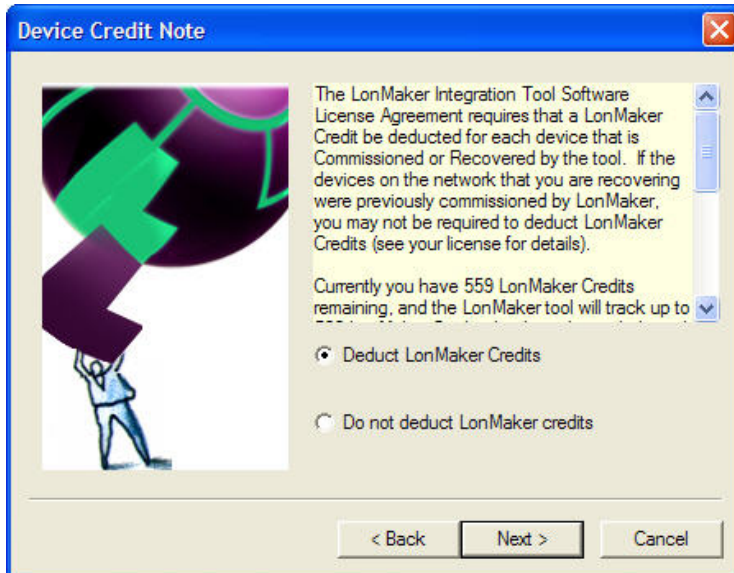 Device Credit Note
The LonMaker Integration Tool Software
License Agreement requires that a LonMaker
Credit be deducted for each device that is
Commissioned or Recovered by the tool.  If the
devices on the network that you are recovering
were previously commissioned by LonMaker,
you may not be required to deduct LonMaker
Credits (see your license for details).
Currently you have 559 LonMaker Credits
remaining, and the LonMaker tool will track up to
Deduct LonMaker Credits
Do not deduct LonMaker credits
< Back
Next >
Cancel